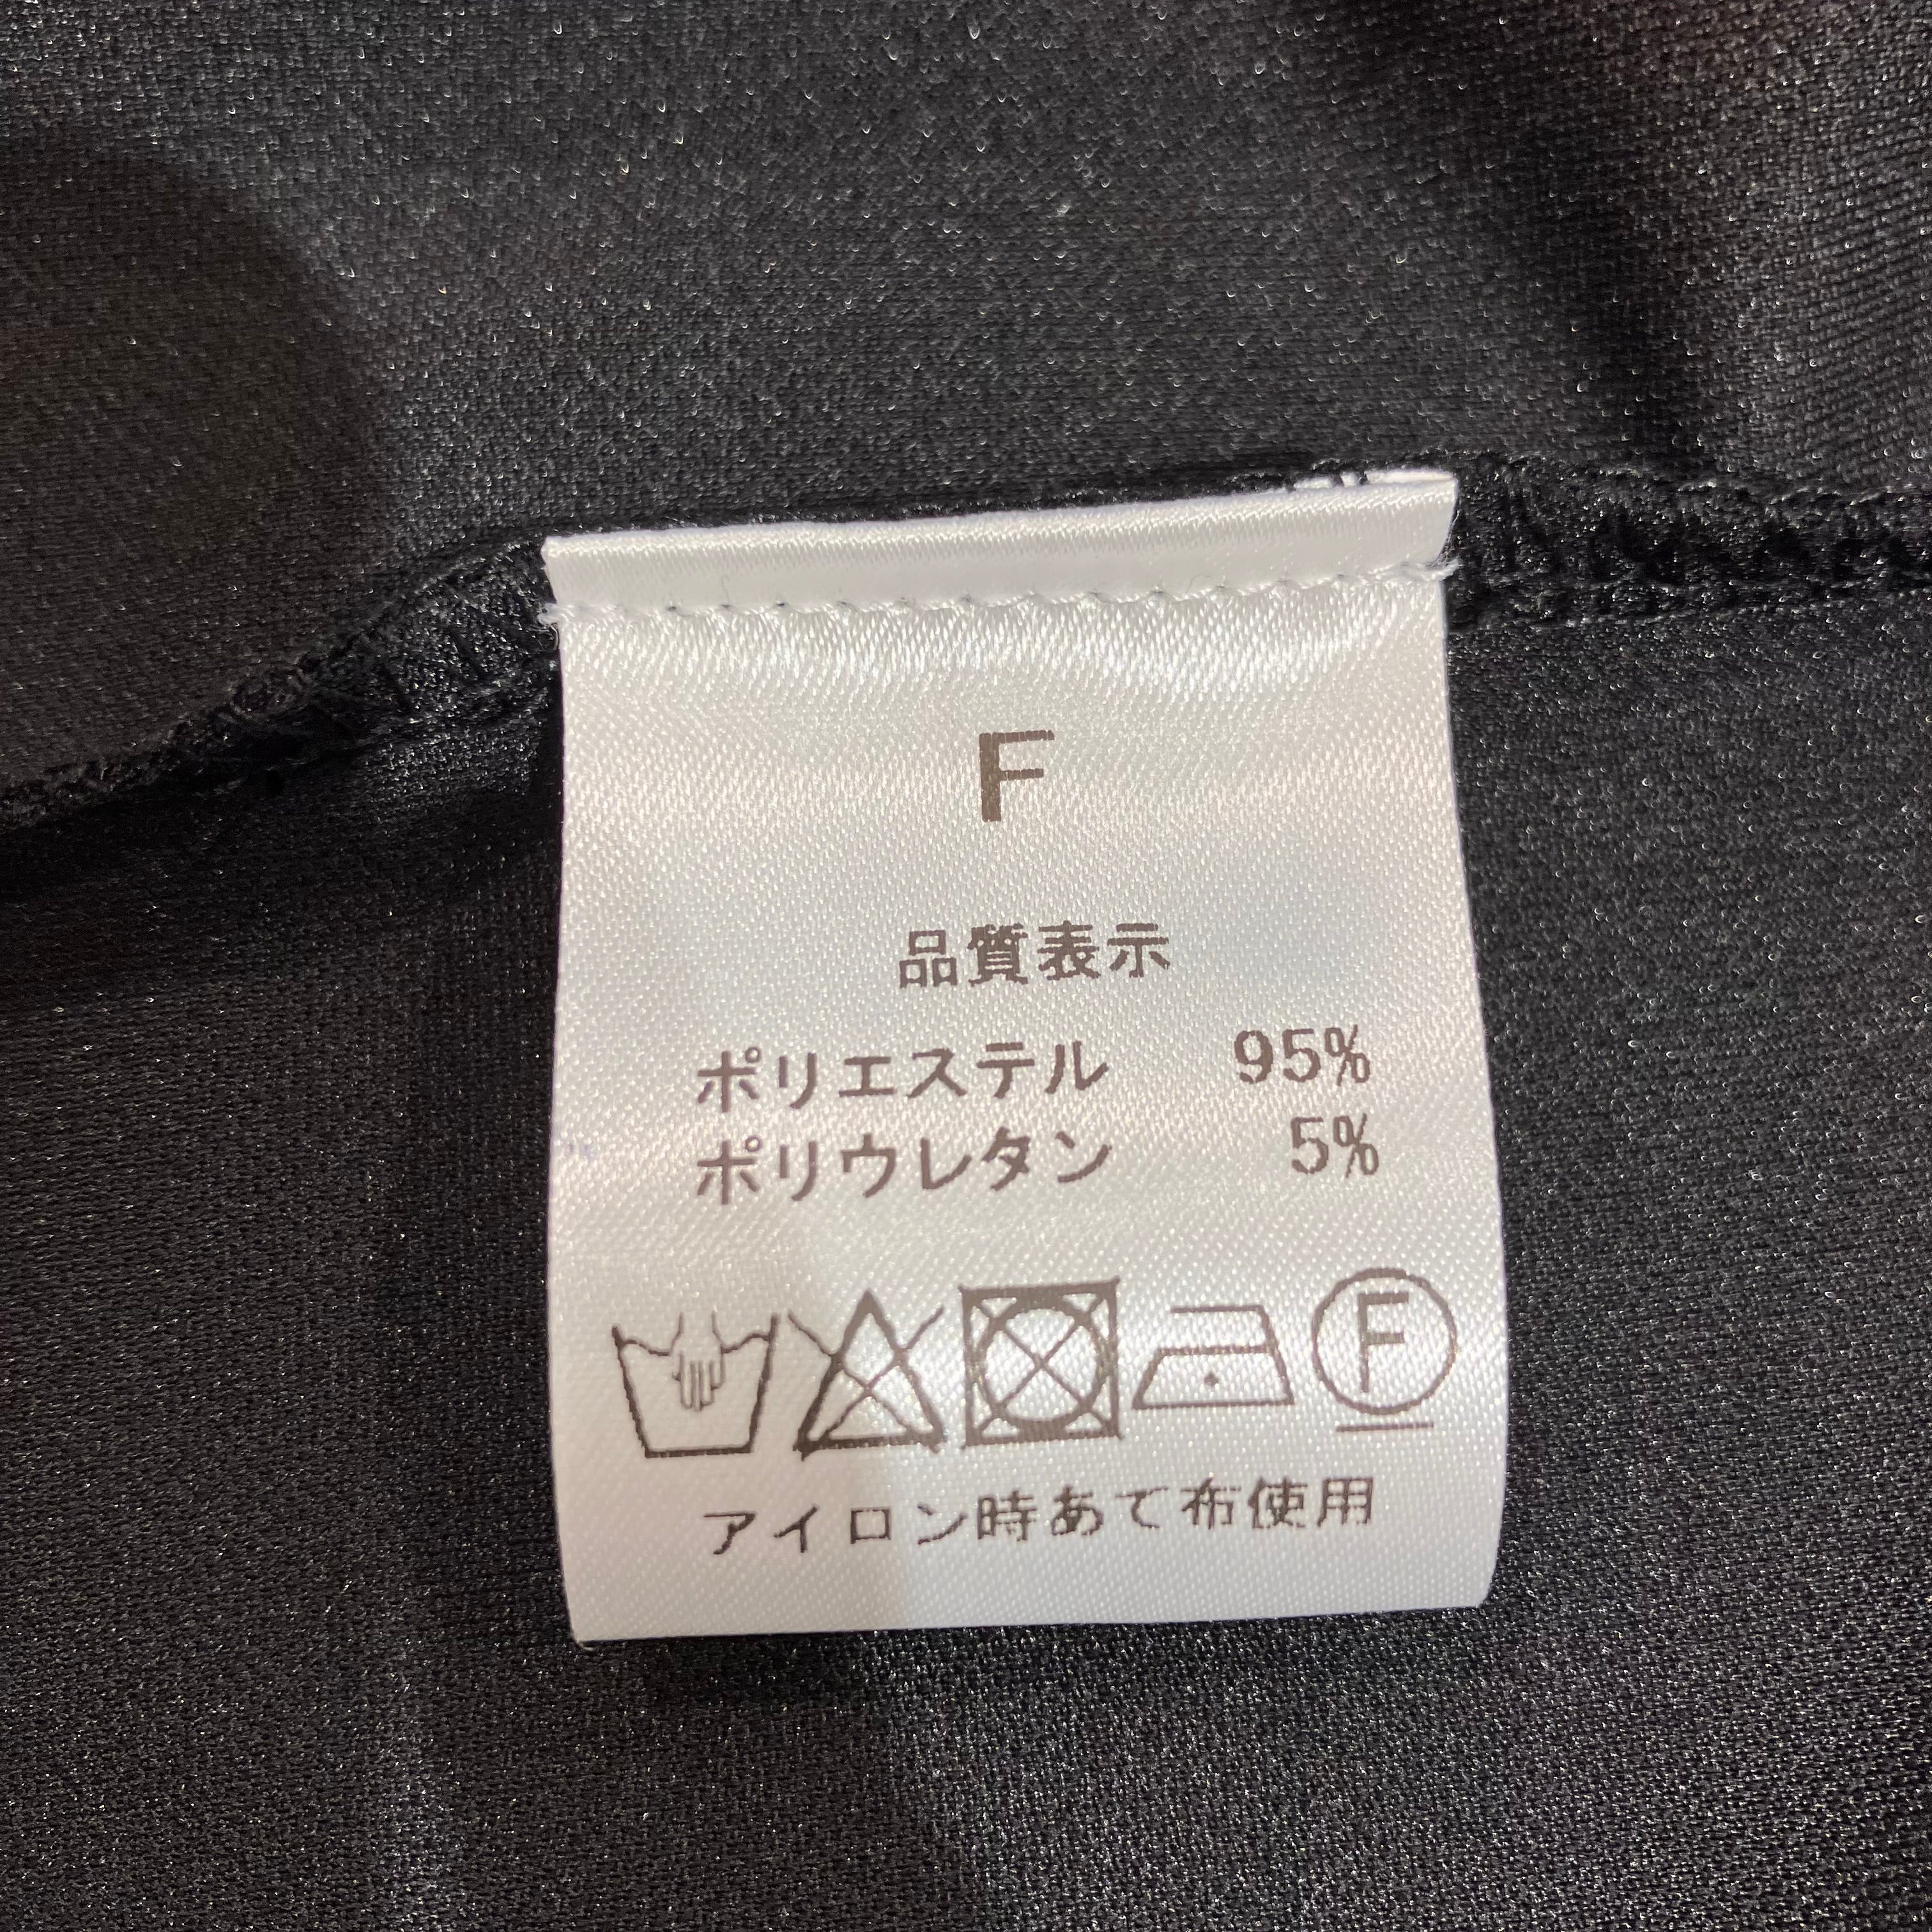 F
品質表示
ポリエステル 95%
ポリウレタン 5%
F
アイロン時あて布使用